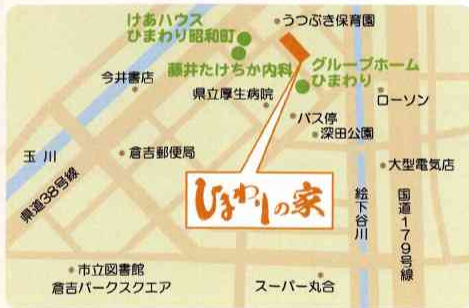 けあハウス
ひまわり昭和町
うつぶき保育園
藤井たけちか内科
グループホーム
ひまわり
今井書店
県立厚生病院
ローソン
バス停
深田公園
玉川
倉吉郵便局
大型電気店
県道38号線
ひまわりの家
絵下谷川
国道179号線
市立図書館
倉吉パークスクエア
スーパー丸合